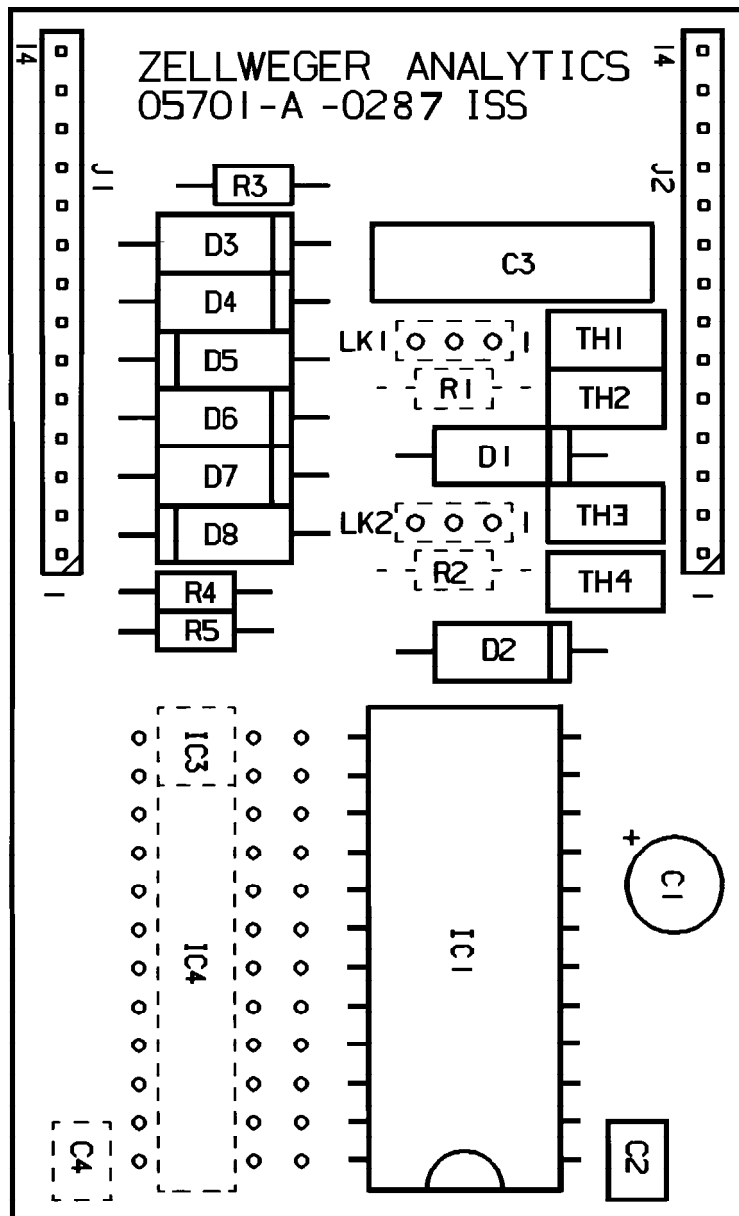 ZELLWEGER ANALYTICS
05701-A -0287 ISS
14
14
J1
J2
R3
D3
C3
D4
LK1
1
TH1
D5
R1
TH2
D6
D1
D7
LK2
1
TH3
D8
R2
TH4
1
1
R4
R5
D2
IC3
+
C1
IC1
IC4
C4
C2